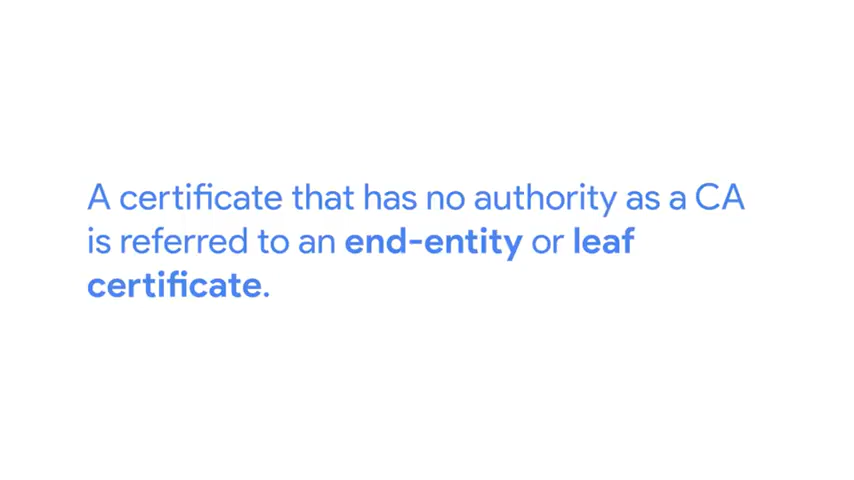 A certificate that has no authority as a CA
is referred to an end-entity or leaf
certificate.